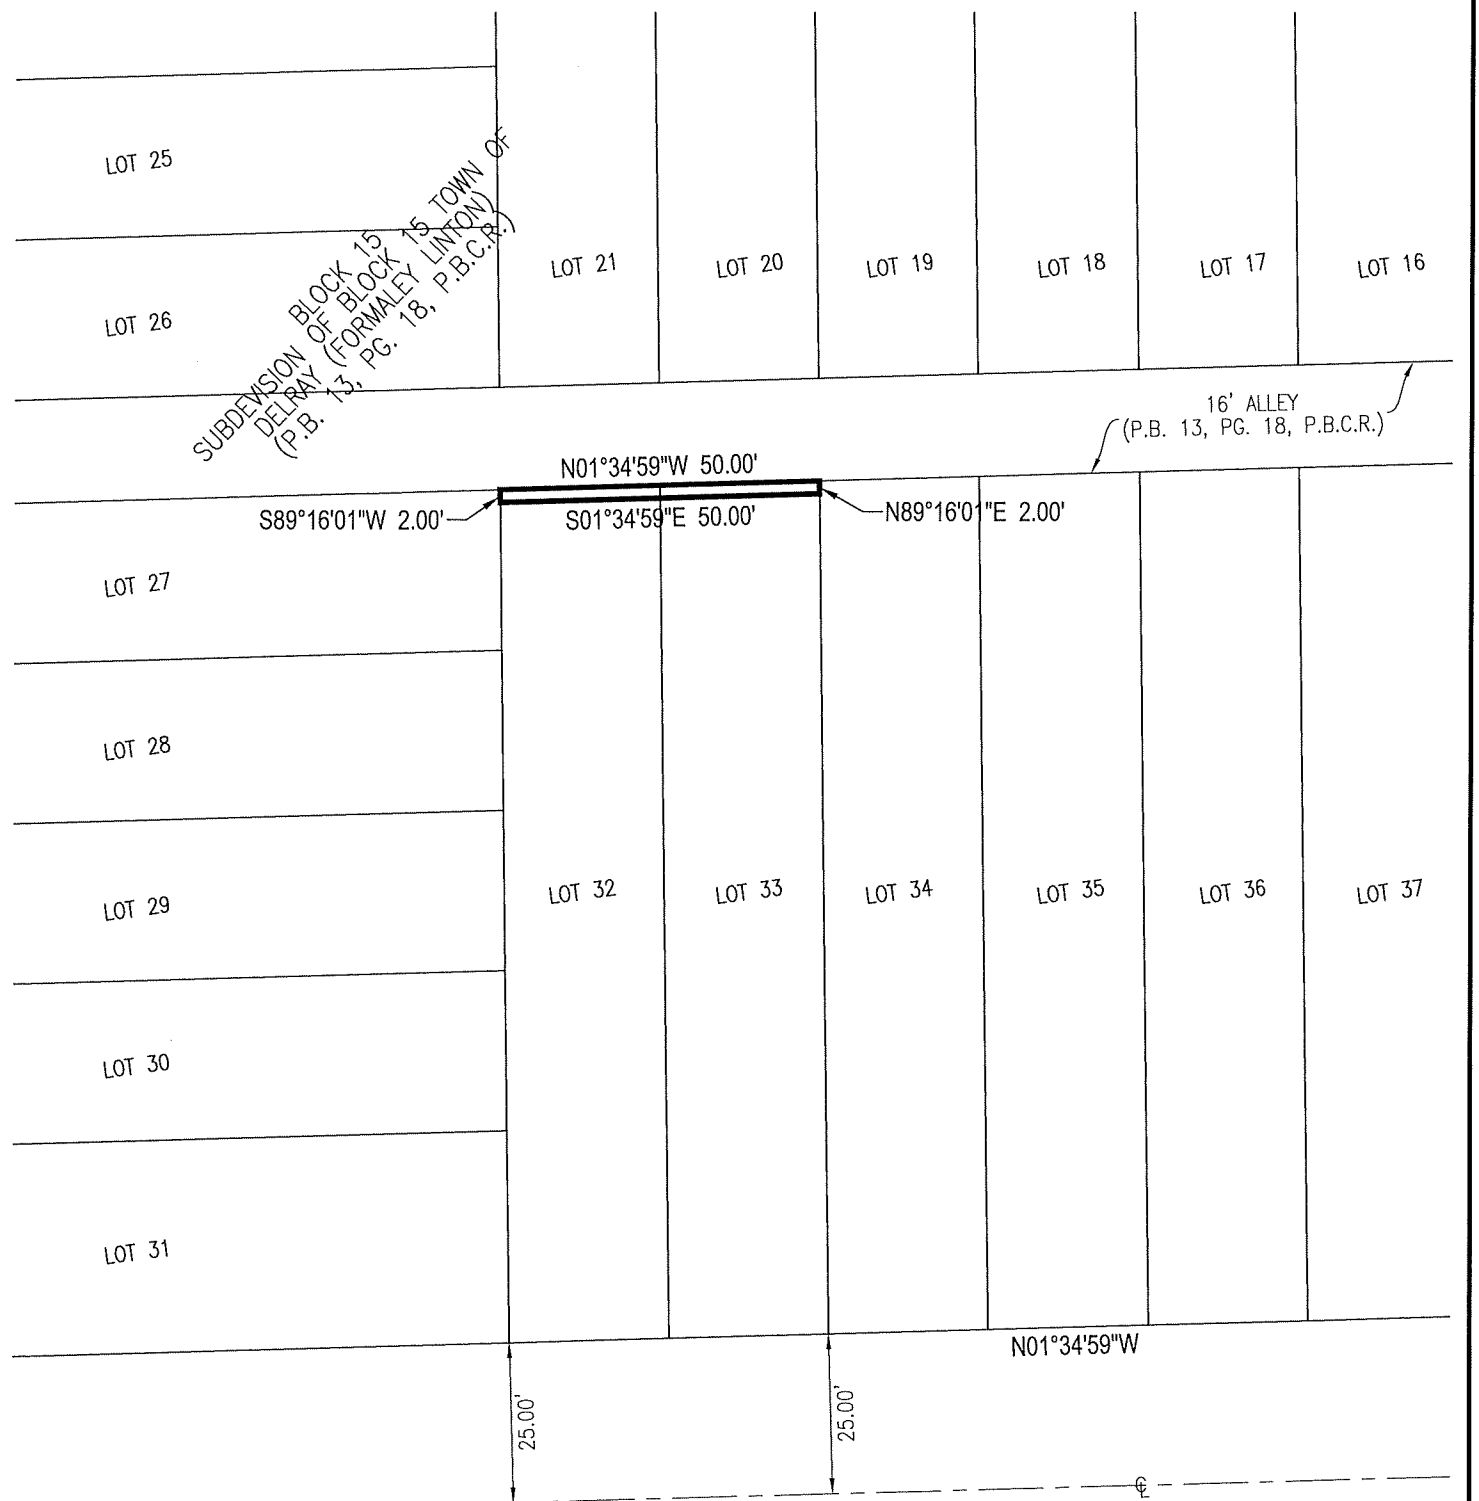 LOT 25
BLOCK 15
SUBDEVISION OF BLOCK 15 TOWN OF
DELRAY (FORMALEY LINTON)
(P.B. 13, PG. 18, P.B.C.R.)
LOT 26
LOT 21
LOT 20
LOT 19
LOT 18
LOT 17
LOT 16
16' ALLEY
(P.B. 13, PG. 18, P.B.C.R.)
N01°34'59"W 50.00'
S89°16'01"W 2.00'
S01°34'59"E 50.00'
N89°16'01"E 2.00'
LOT 27
LOT 28
LOT 29
LOT 32
LOT 33
LOT 34
LOT 35
LOT 36
LOT 37
LOT 30
LOT 31
N01°34'59"W
25.00'
25.00'
℄